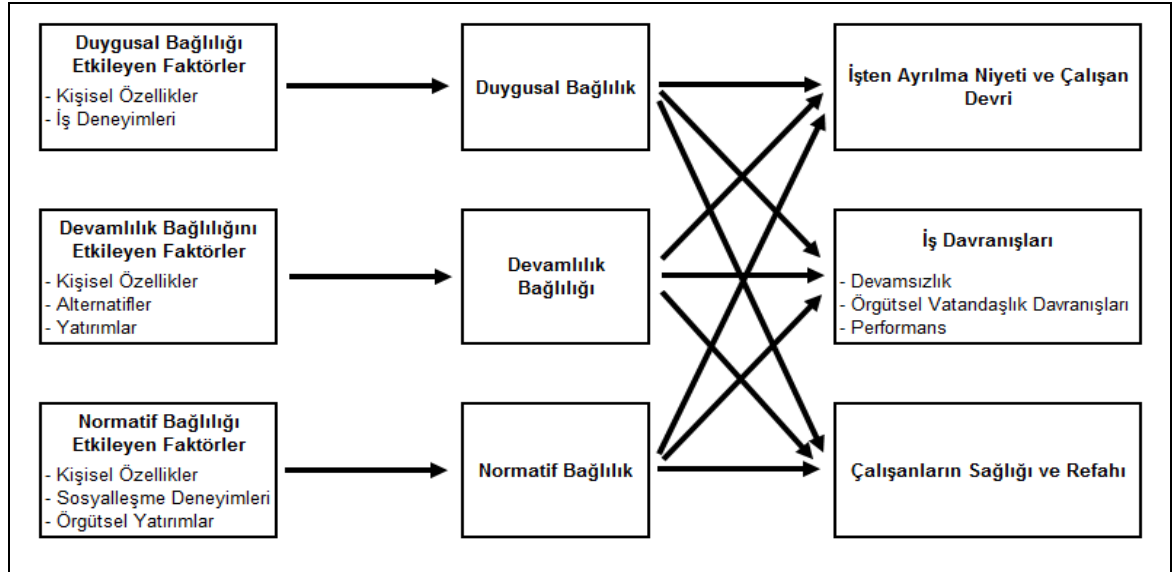 Duygusal Bağlılığı
Etkileyen Faktörler
- Kişisel Özellikler
- İş Deneyimleri
Duygusal Bağlılık
İşten Ayrılma Niyeti ve Çalışan
Devri
Devamlılık Bağlılığını
Etkileyen Faktörler
- Kişisel Özellikler
- Alternatifler
- Yatırımlar
Devamlılık
Bağlılığı
İş Davranışları
- Devamsızlık
- Örgütsel Vatandaşlık Davranışları
- Performans
Normatif Bağlılığı
Etkileyen Faktörler
- Kişisel Özellikler
- Sosyalleşme Deneyimleri
- Örgütsel Yatırımlar
Normatif Bağlılık
Çalışanların Sağlığı ve Refahı